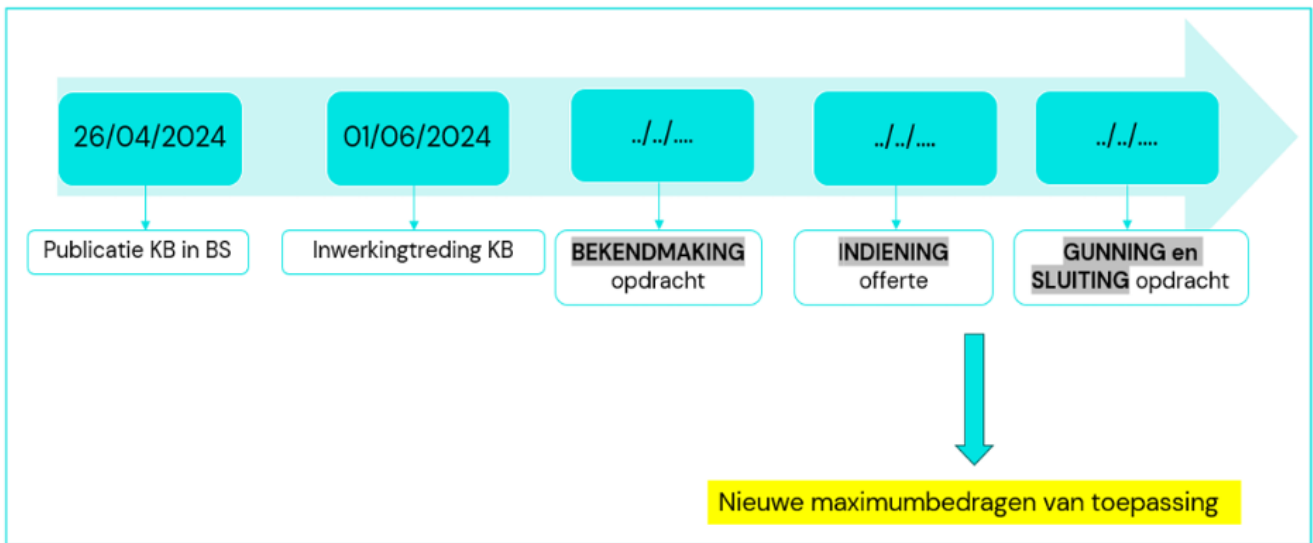 26/04/2024
01/06/2024
../../....
../../....
../../....
Publicatie KB in BS
Inwerkingtreding KB
BEKENDMAKING
opdracht
INDIENING
offerte
GUNNING en
SLUITING opdracht
Nieuwe maximumbedragen van toepassing